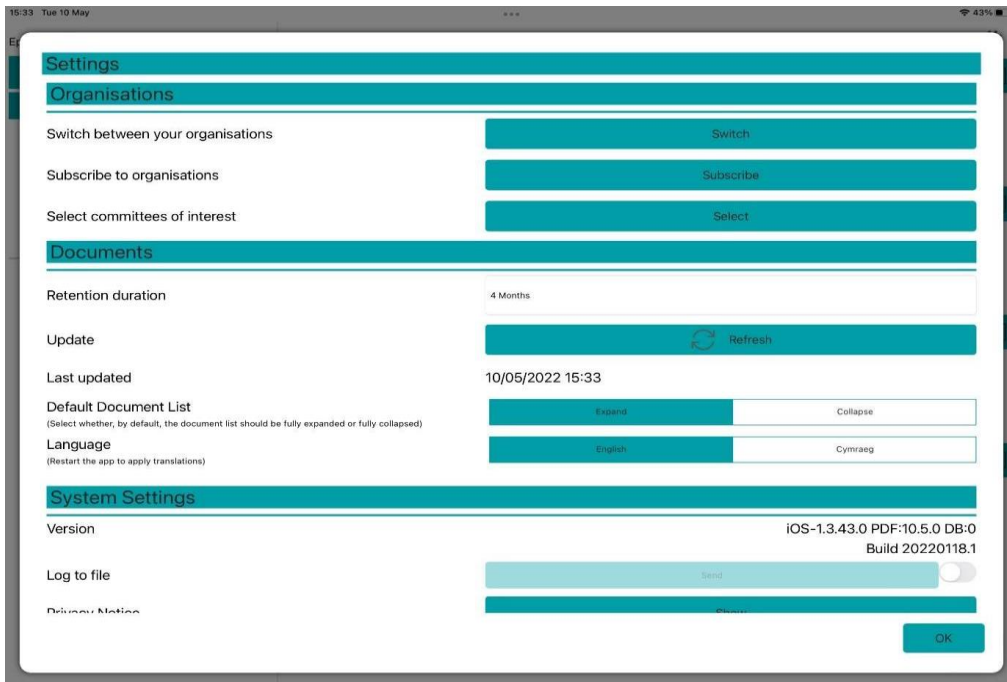 15:33 Tue 10 May
43%
Settings
Organisations
Switch between your organisations
Switch
Subscribe to organisations
Subscribe
Select committees of interest
Select
Documents
Retention duration
4 Months
Update
Refresh
Last updated
10/05/2022 15:33
Default Document List
(Select whether, by default, the document list should be fully expanded or fully collapsed)
Expand
Collapse
Language
(Restart the app to apply translations)
English
Cymraeg
System Settings
Version
iOS-1.3.43.0 PDF:10.5.0 DB:0
Build 20220118.1
Log to file
Send
Privacy Notice
Show
OK